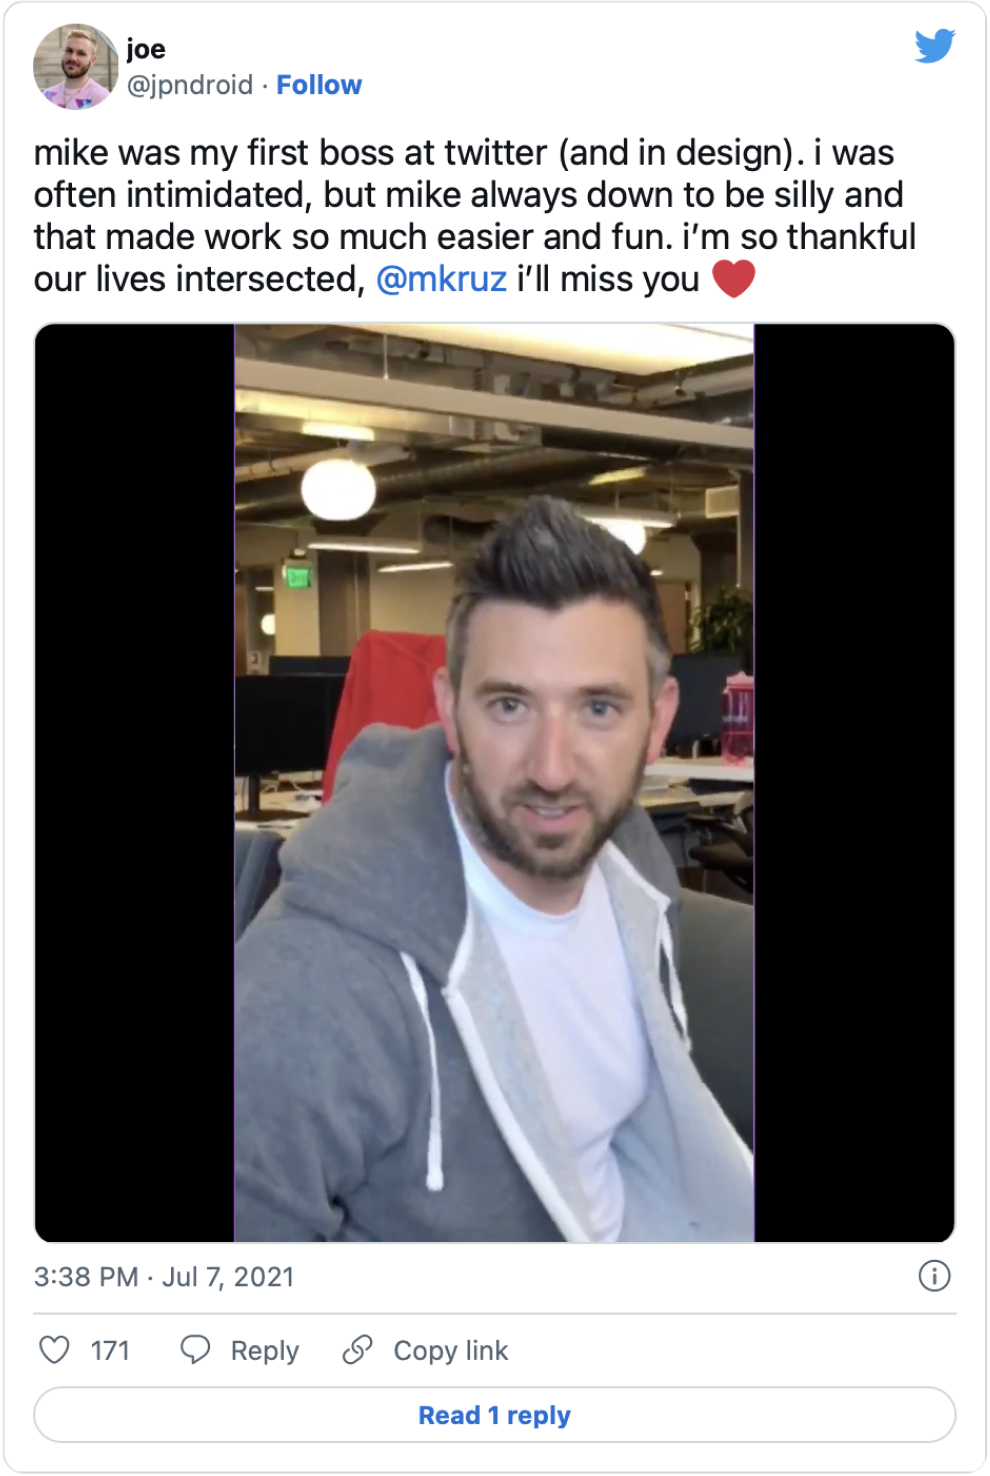 joe
@jpndroid · Follow
mike was my first boss at twitter (and in design). i was
often intimidated, but mike always down to be silly and
that made work so much easier and fun. i’m so thankful
our lives intersected, @mkruz i’ll miss you ❤️
3:38 PM · Jul 7, 2021
171 Reply Copy link
Read 1 reply